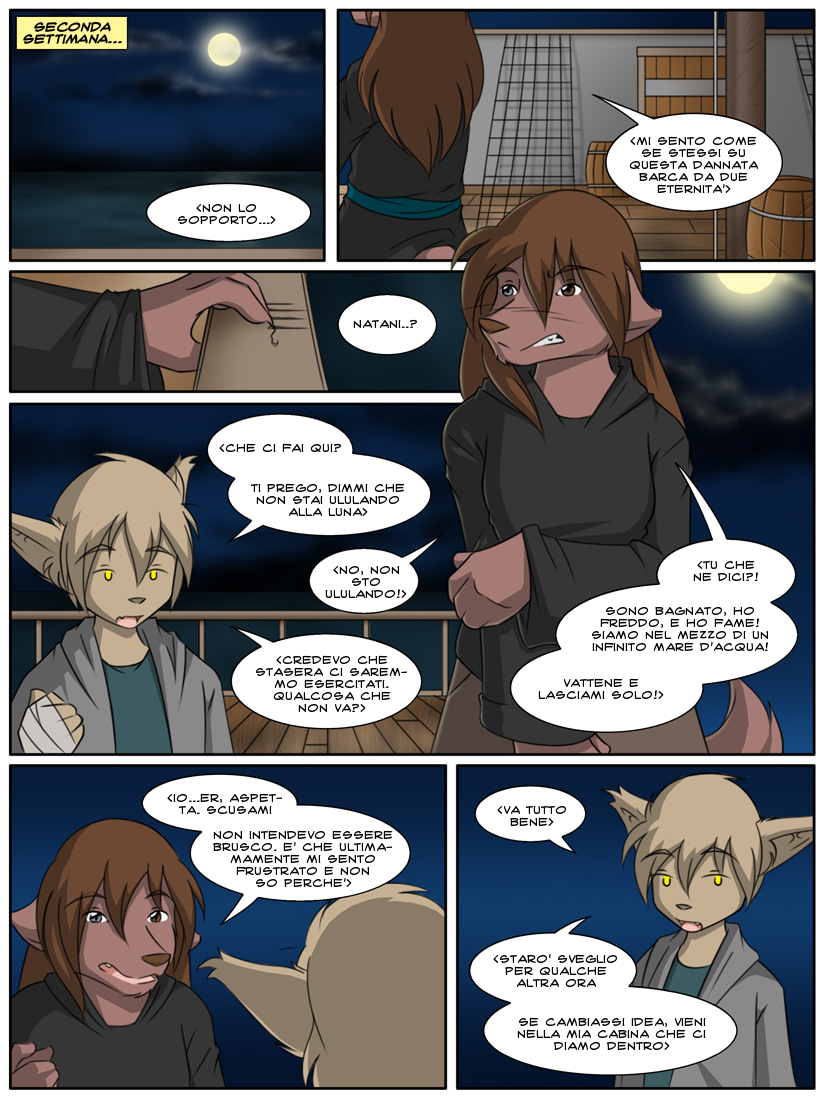 SECONDA
SETTIMANA...
<NON LO
SOPPORTO...>
<MI SENTO COME
SE STESSI SU
QUESTA DANNATA
BARCA DA DUE
ETERNITA'>
NATANI..?
<CHE CI FAI QUI?
TI PREGO, DIMMI CHE
NON STAI ULULANDO
ALLA LUNA>
<NO, NON
STO
ULULANDO!>
<CREDEVO CHE
STASERA CI SAREM-
MO ESERCITATI.
QUALCOSA CHE
NON VA?>
<TU CHE
NE DICI?!
SONO BAGNATO, HO
FREDDO, E HO FAME!
SIAMO NEL MEZZO DI UN
INFINITO MARE D'ACQUA!
VATTENE E
LASCIAMI SOLO!>
<IO...ER, ASPET-
TA. SCUSAMI
NON INTENDEVO ESSERE
BRUSCO. E' CHE ULTIMA-
MAMENTE MI SENTO
FRUSTRATO E NON
SO PERCHE'>
<VA TUTTO
BENE>
<STARO' SVEGLIO
PER QUALCHE
ALTRA ORA
SE CAMBIASSI IDEA, VIENI
NELLA MIA CABINA CHE CI
DIAMO DENTRO>